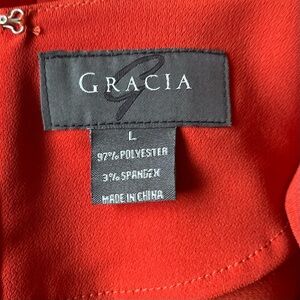 GRACIA
L
97% POLYESTER
3% SPANDEX
MADE IN CHINA